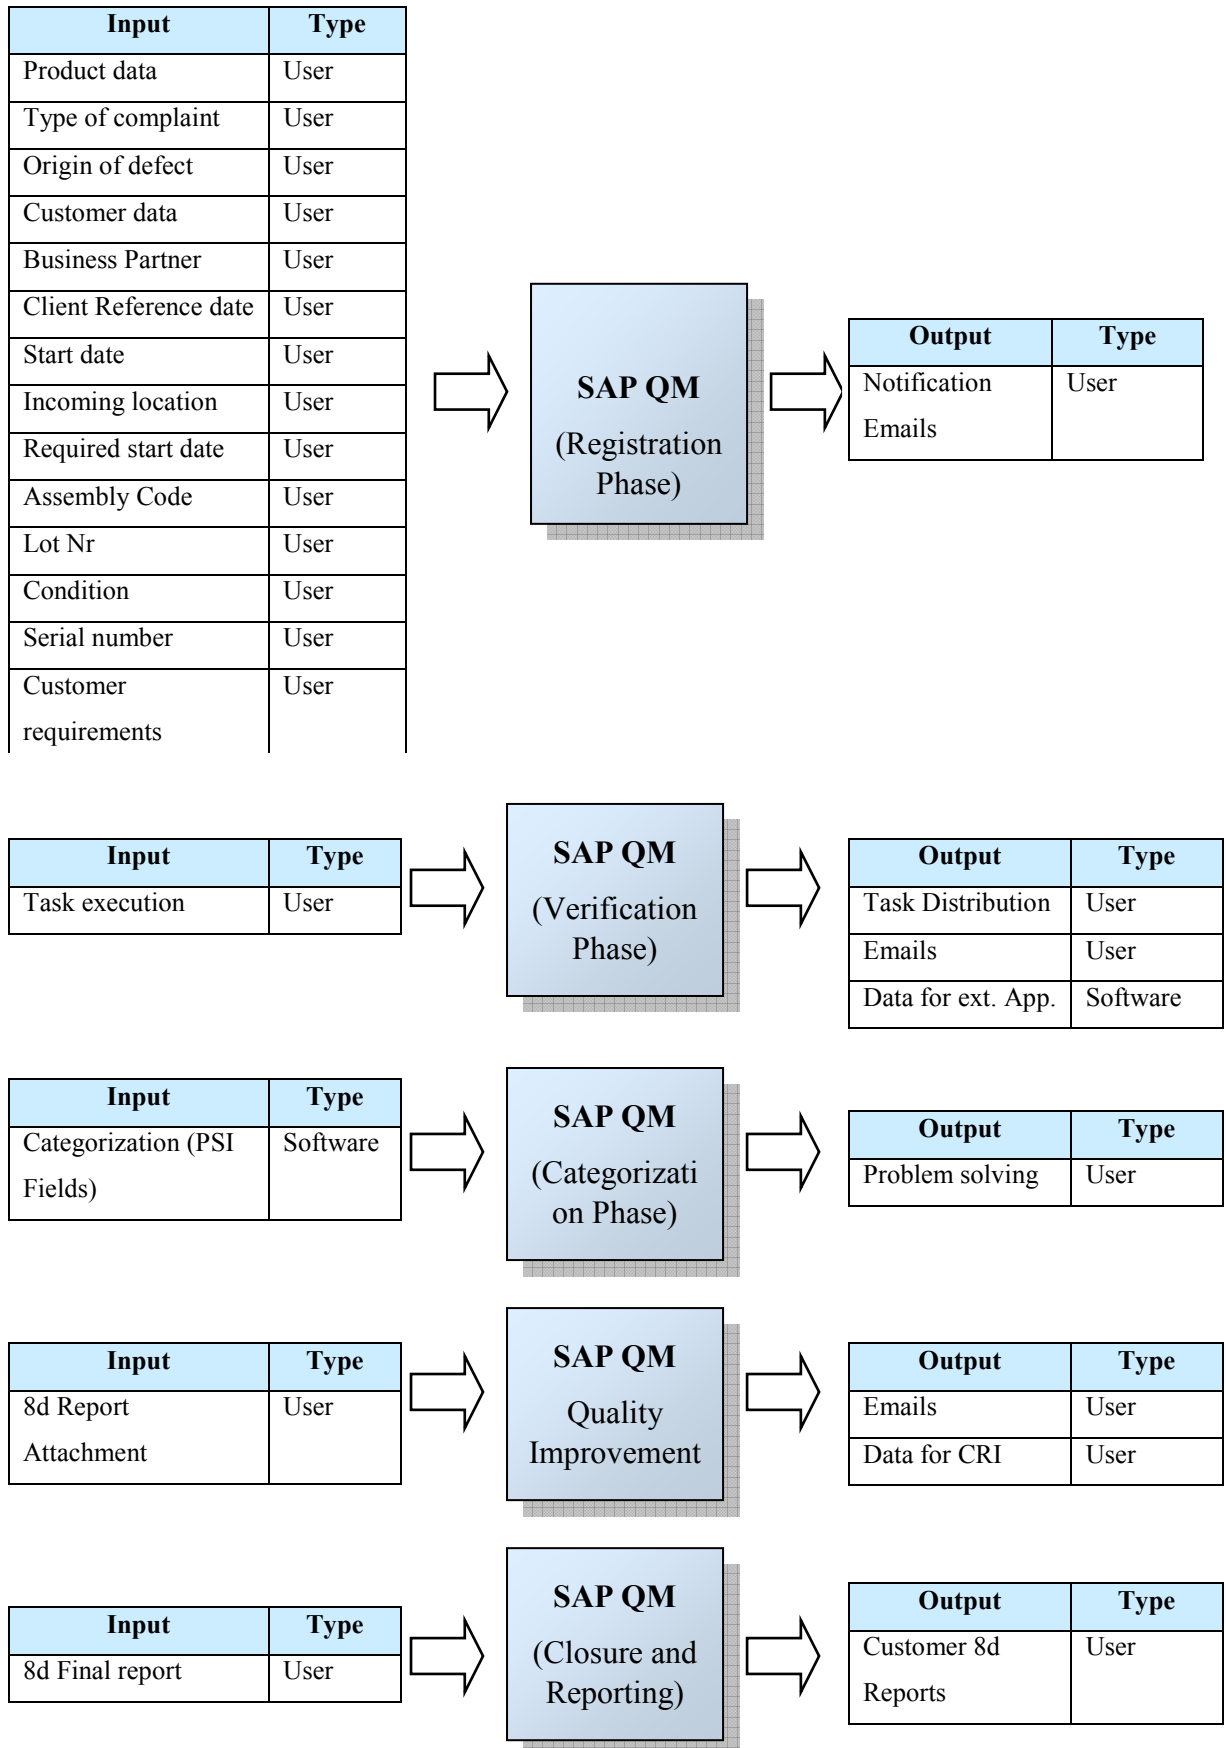 Input Type
Product data User
Type of complaint User
Origin of defect User
Customer data User
Business Partner User
Client Reference date User
Start date User
Incoming location User
Required start date User
Assembly Code User
Lot Nr User
Condition User
Serial number User
Customer User
requirements
SAP QM
(Registration
Phase)
Output Type
Notification User
Emails
Input Type
Task execution User
SAP QM
(Verification
Phase)
Output Type
Task Distribution User
Emails User
Data for ext. App. Software
Input Type
Categorization (PSI Software
Fields)
SAP QM
(Categorizati
on Phase)
Output Type
Problem solving User
Input Type
8d Report User
Attachment
SAP QM
Quality
Improvement
Output Type
Emails User
Data for CRI User
Input Type
8d Final report User
SAP QM
(Closure and
Reporting)
Output Type
Customer 8d User
Reports